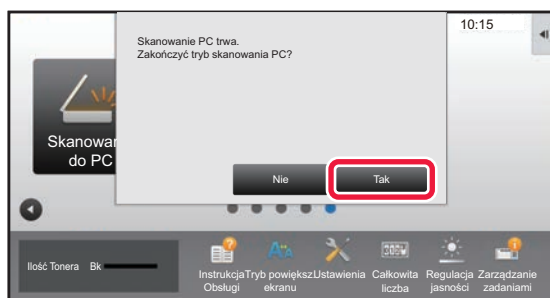 10:15
Skanowanie PC trwa.
Zakończyć tryb skanowania PC?
Skanowan
do PC
Nie
Tak
Ilość Tonera Bk
Instrukcja
Obsługi
Tryb powiększ
ekranu
Ustawienia
Całkowita
liczba
Regulacja
jasności
Zarządzanie
zadaniami